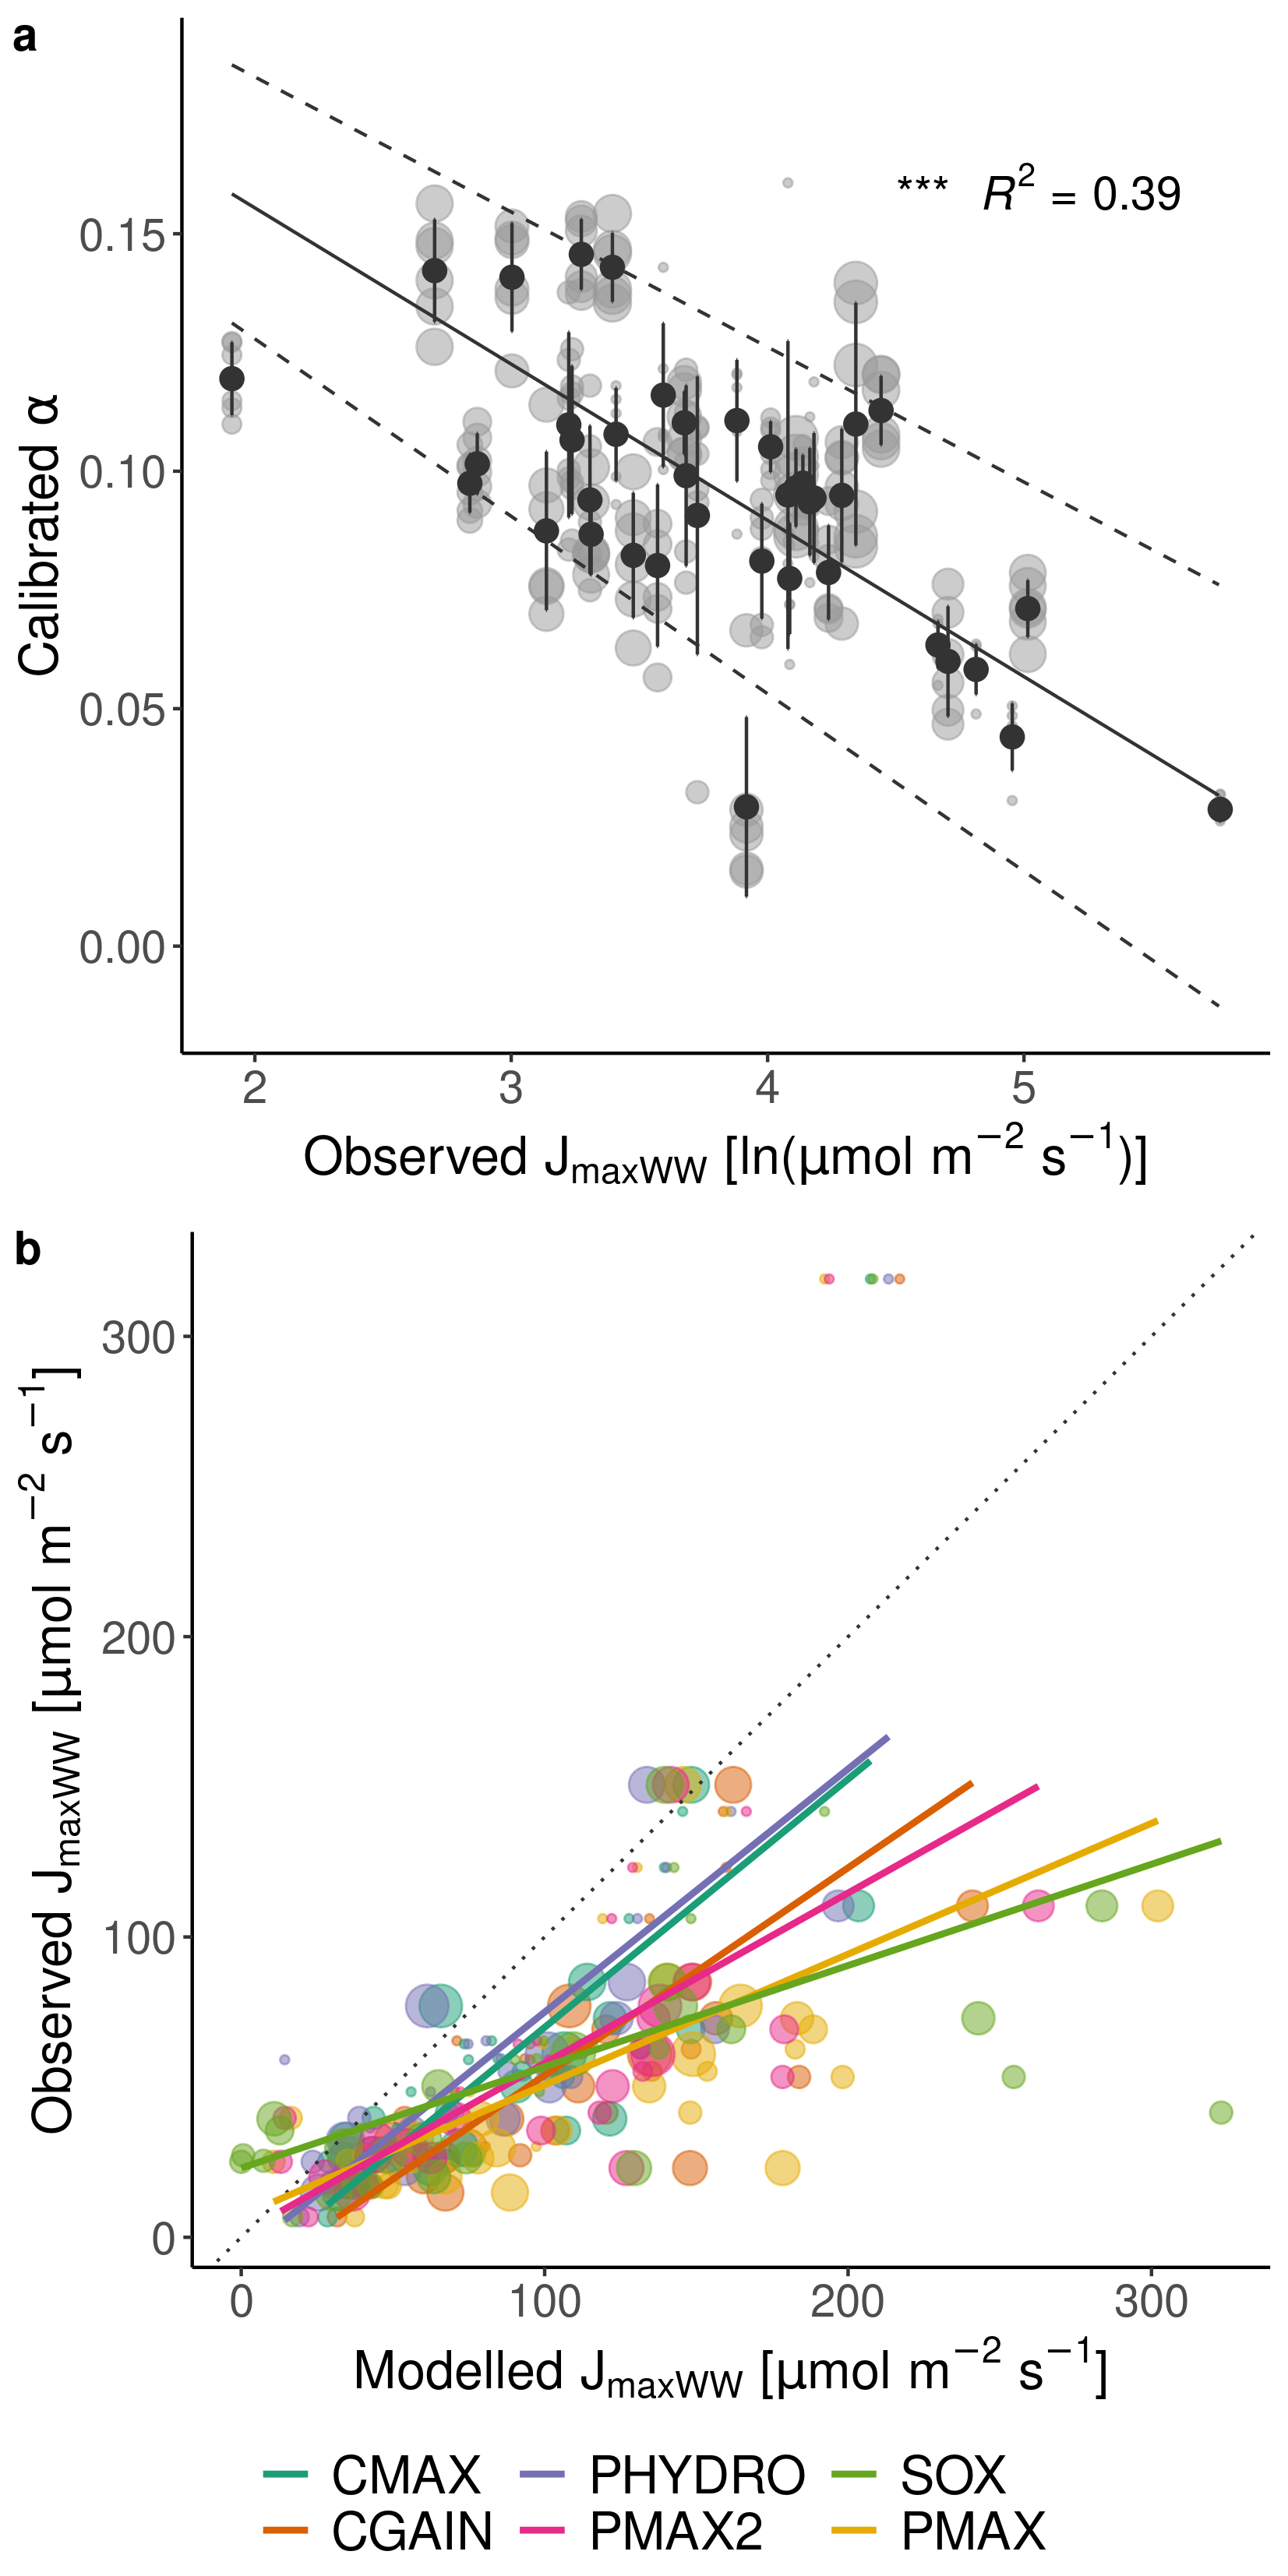 a
*** R² = 0.39
0.15
0.10
0.05
0.00
Calibrated α
2 3 4 5
Observed JmaxWW [ln(μmol m⁻² s⁻¹)]
b
300
200
100
0
Observed JmaxWW [μmol m⁻² s⁻¹]
0 100 200 300
Modelled JmaxWW [μmol m⁻² s⁻¹]
CMAX PHYDRO SOX
CGAIN PMAX2 PMAX